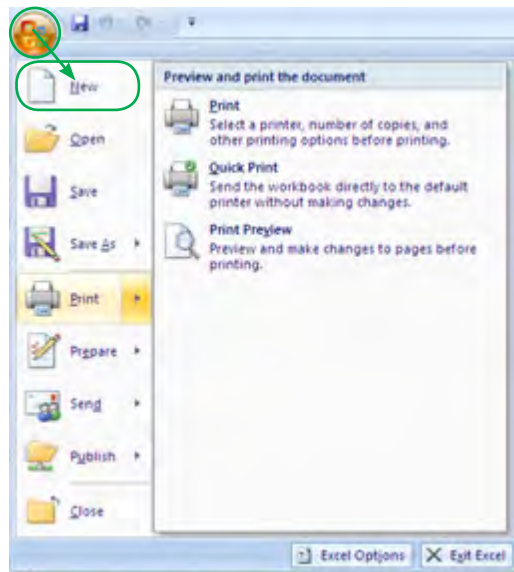 New
Open
Save
Save As
Print
Prepare
Send
Publish
Close
Preview and print the document
Print
Select a printer, number of copies, and
other printing options before printing.
Quick Print
Send the workbook directly to the default
printer without making changes.
Print Preview
Preview and make changes to pages before
printing.
Excel Options
Exit Excel